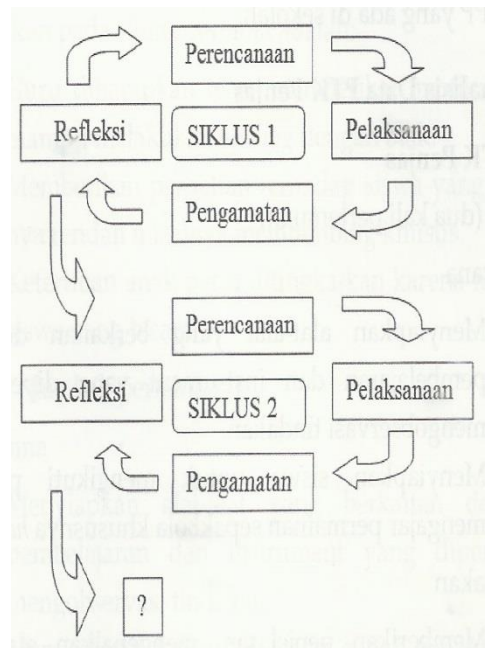 Perencanaan
Refleksi
SIKLUS 1
Pelaksanaan
Pengamatan
Perencanaan
Refleksi
SIKLUS 2
Pelaksanaan
Pengamatan
?